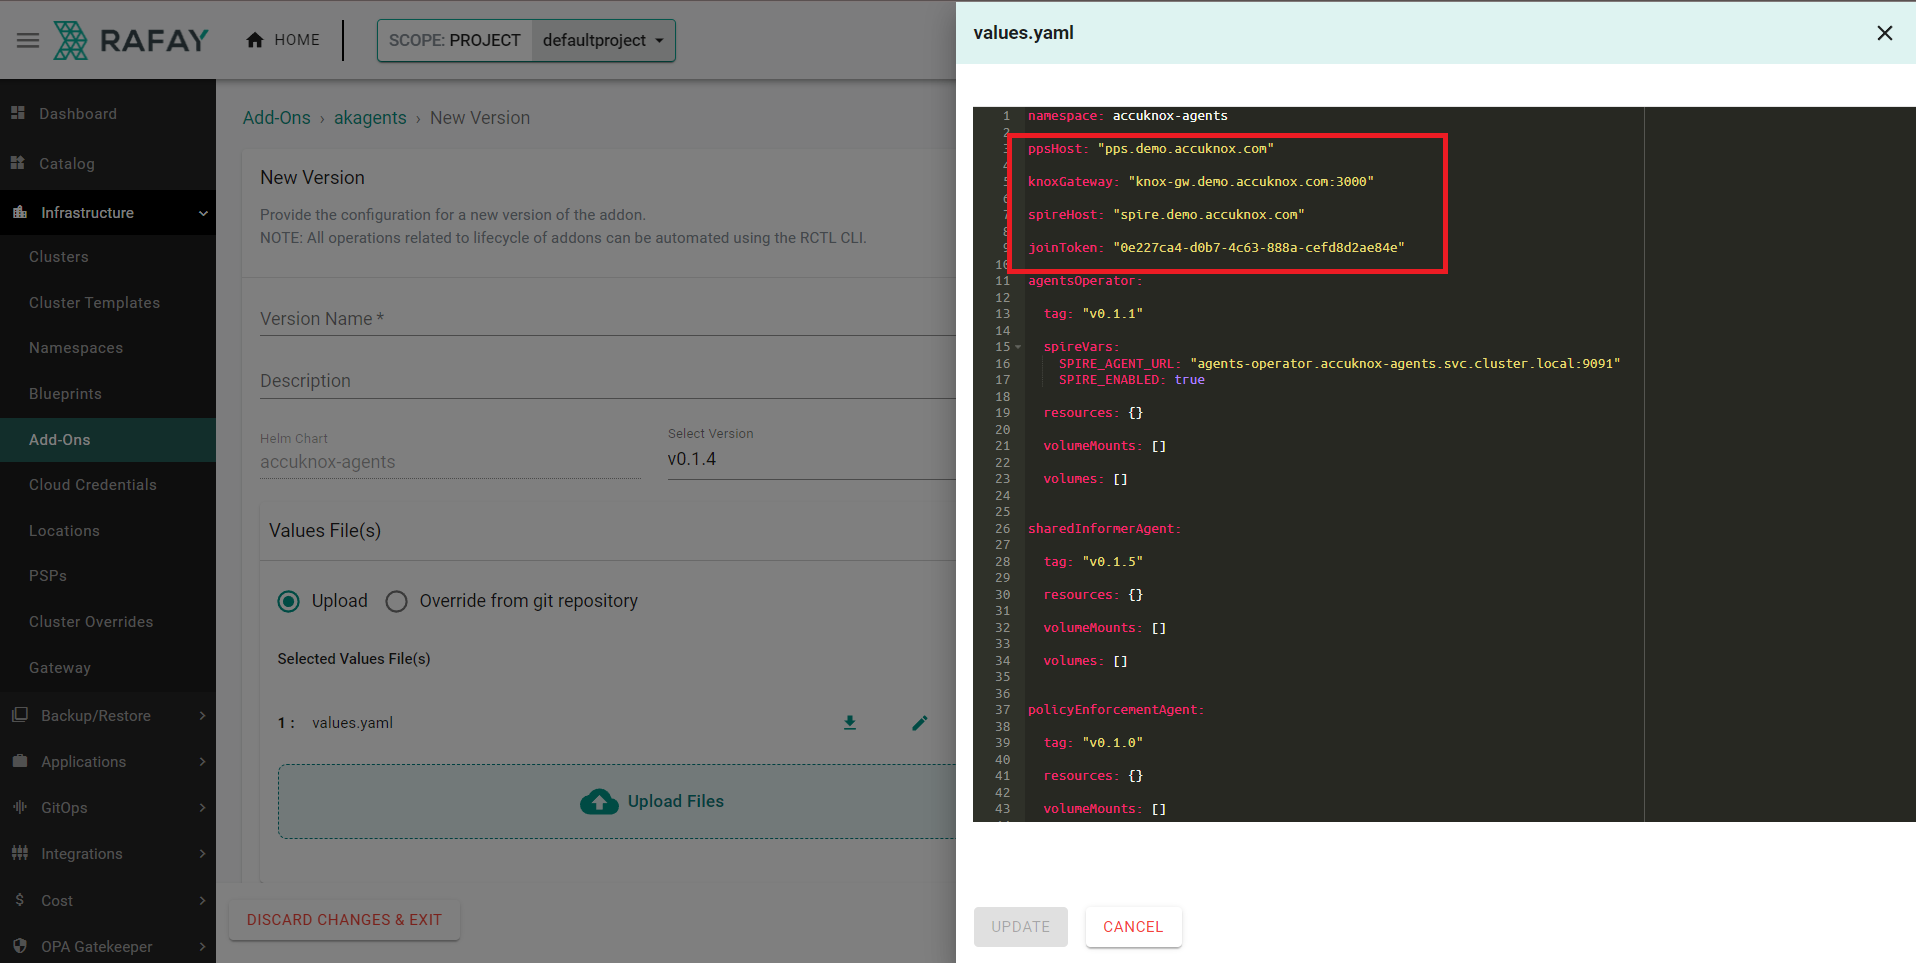 RAFAY
HOME
SCOPE: PROJECT defaultproject
Dashboard
Catalog
Infrastructure
Clusters
Cluster Templates
Namespaces
Blueprints
Add-Ons
Cloud Credentials
Locations
PSPs
Cluster Overrides
Gateway
Backup/Restore
Applications
GitOps
Integrations
Cost
OPA Gatekeeper
Add-Ons › akagents › New Version
New Version
Provide the configuration for a new version of the addon.
NOTE: All operations related to lifecycle of addons can be automated using the RCTL CLI.
Version Name *
Description
Helm Chart
accuknox-agents
Select Version
v0.1.4
Values File(s)
Upload Override from git repository
Selected Values File(s)
1 : values.yaml
Upload Files
DISCARD CHANGES & EXIT
values.yaml
1 namespace: accuknox-agents
2
3 ppsHost: "pps.demo.accuknox.com"
4
5 knoxGateway: "knox-gw.demo.accuknox.com:3000"
6
7 spireHost: "spire.demo.accuknox.com"
8
9 joinToken: "0e227ca4-d0b7-4c63-888a-cefd8d2ae84e"
10
11 agentsOperator:
12
13 tag: "v0.1.1"
14
15 spireVars:
16 SPIRE_AGENT_URL: "agents-operator.accuknox-agents.svc.cluster.local:9091"
17 SPIRE_ENABLED: true
18
19 resources: {}
20
21 volumeMounts: []
22
23 volumes: []
24
25
26 sharedInformerAgent:
27
28 tag: "v0.1.5"
29
30 resources: {}
31
32 volumeMounts: []
33
34 volumes: []
35
36
37 policyEnforcementAgent:
38
39 tag: "v0.1.0"
40
41 resources: {}
42
43 volumeMounts: []
UPDATE
CANCEL